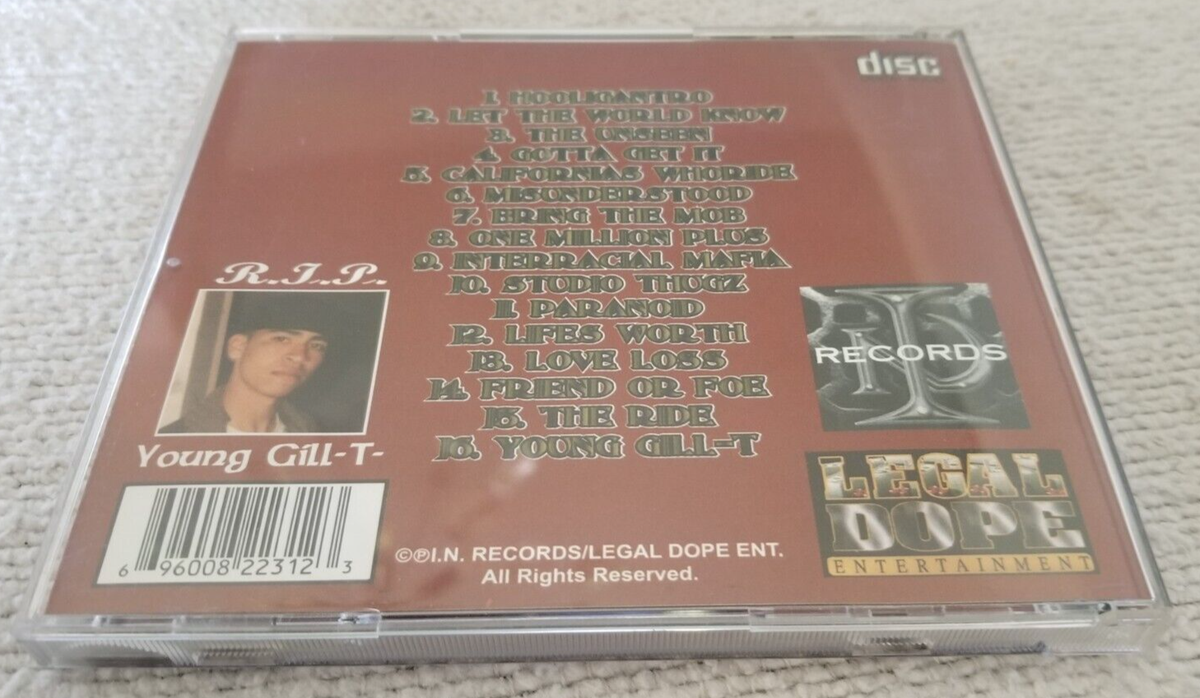 disc
1. HOOLIGANTRO
2. LET THE WORLD KNOW
3. THE UNSEEN
4. GOTTA GET IT
5. CALIFORNIAS WHORIDE
6. MISUNDERSTOOD
7. BRING THE MOB
8. ONE MILLION PLUS
9. INTERRACIAL MAFIA
10. STUDIO THUGZ
11. PARANOID
12. LIFES WORTH
13. LOVE LOSS
14. FRIEND OR FOE
15. THE RIDE
16. YOUNG GILL-T
R.I.P.
Young Gill-T-
6 96008 22312 3
©℗I.N. RECORDS/LEGAL DOPE ENT.
All Rights Reserved.
RECORDS
LEGAL
DOPE
ENTERTAINMENT